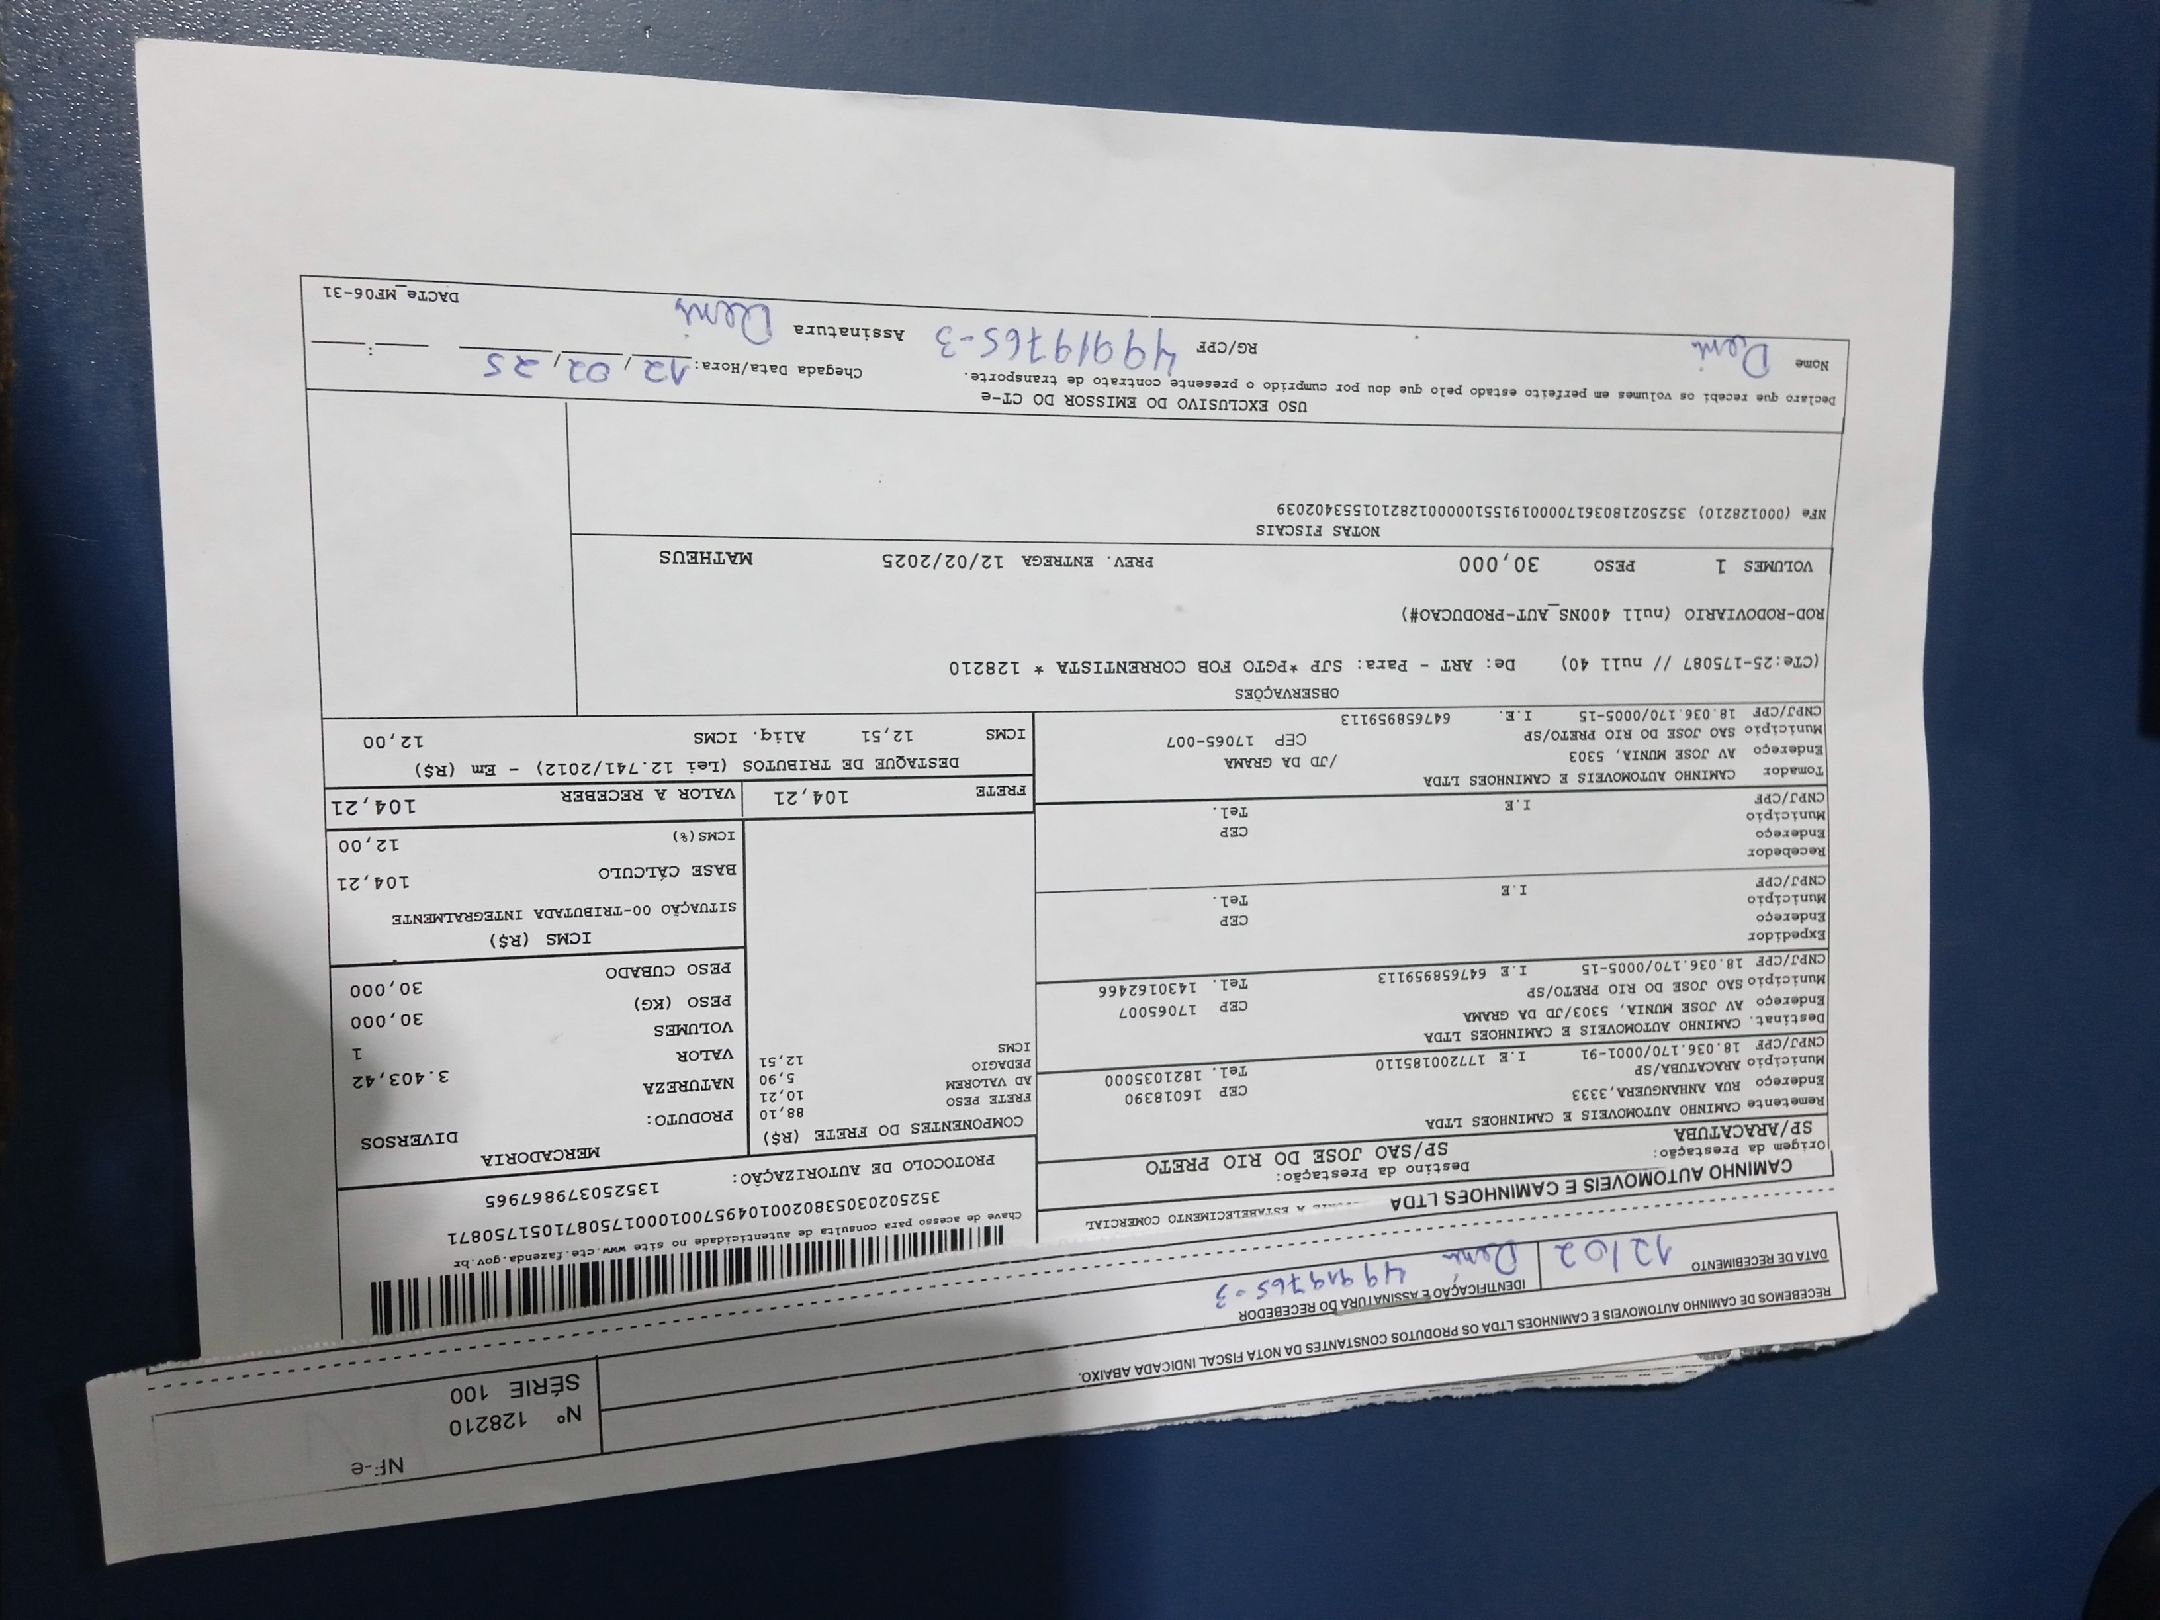 RECEBEMOS DE CAMINHO AUTOMOVEIS E CAMINHOES LTDA OS PRODUTOS CONSTANTES DA NOTA FISCAL INDICADA ABAIXO.
NF-e
Nº 128210
SÉRIE 100
DATA DE RECEBIMENTO
12/02
IDENTIFICAÇÃO E ASSINATURA DO RECEBEDOR
49919765-3
CAMINHO AUTOMOVEIS E CAMINHOES LTDA
A ESTABELECIMENTO COMERCIAL
Origem da Prestação:
SP/ARACATUBA
Destino da Prestação:
SP/SAO JOSE DO RIO PRETO
Chave de acesso para consulta de autenticidade no site www.cte.fazenda.gov.br
PROTOCOLO DE AUTORIZAÇÃO: 135250379867965
Remetente CAMINHO AUTOMOVEIS E CAMINHOES LTDA
Endereço RUA ANHANGUERA,3333 CEP 16018390
Município ARACATUBA/SP Tel. 1821035000
CNPJ/CPF 18.036.170/0001-91 I.E 177200185110
Destinat. CAMINHO AUTOMOVEIS E CAMINHOES LTDA
Endereço AV JOSE MUNIA, 5303/JD DA GRAMA CEP 17065007
Município SAO JOSE DO RIO PRETO/SP Tel. 1430162466
CNPJ/CPF 18.036.170/0005-15 I.E 647658959113
Expedidor
Endereço CEP
Município Tel.
CNPJ/CPF I.E
Recebedor
Endereço CEP
Município Tel.
CNPJ/CPF I.E
Tomador CAMINHO AUTOMOVEIS E CAMINHOES LTDA
Endereço AV JOSE MUNIA, 5303 /JD DA GRAMA
Município SAO JOSE DO RIO PRETO/SP CEP 17065-007
CNPJ/CPF 18.036.170/0005-15 I.E. 647658959113
COMPONENTES DO FRETE (R$)
FRETE PESO 88,10
AD VALOREM 10,21
PEDAGIO 5,90
ICMS 12,51
FRETE 104,21
MERCADORIA
PRODUTO: DIVERSOS
NATUREZA
VALOR 3.403,42
VOLUMES 1
PESO (KG) 30,000
PESO CUBADO 30,000
ICMS (R$)
SITUAÇÃO 00-TRIBUTADA INTEGRALMENTE
BASE CÁLCULO 104,21
ICMS(%) 12,00
VALOR A RECEBER 104,21
DESTAQUE DE TRIBUTOS (Lei 12.741/2012) - Em (R$)
ICMS 12,51 Aliq. ICMS 12,00
OBSERVAÇÕES
(CTe:25-175087 // null 40) De: ART - Para: SJP *PGTO FOB CORRENTISTA * 128210
ROD-RODOVIARIO (null 400NS_AUT-PRODUCAO#)
VOLUMES 1 PESO 30,000 PREV. ENTREGA 12/02/2025 MATHEUS
NOTAS FISCAIS
NFe (000128210) 35250218036170000191551000001282101553402039
USO EXCLUSIVO DO EMISSOR DO CT-e
Declaro que recebi os volumes em perfeito estado pelo que dou por cumprido o presente contrato de transporte.
Chegada Data/Hora: 12/02/25 :
Nome RG/CPF 49919765-3 Assinatura
DACTe_MF06-31